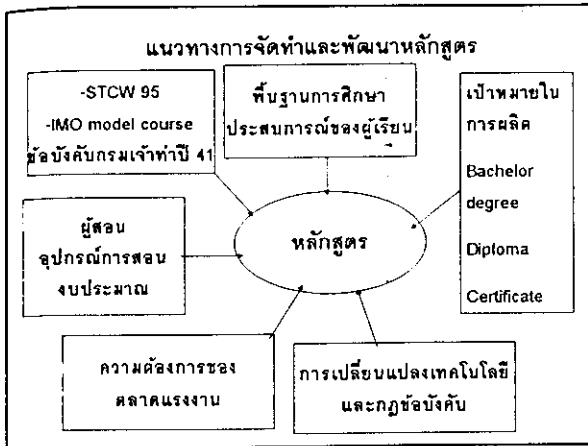 แนวทางการจัดทำและพัฒนาหลักสูตร
-STCW 95
-IMO model course
ข้อบังคับกรมเจ้าท่าปี 41
พื้นฐานการศึกษา
ประสบการณ์ของผู้เรียน
เป้าหมายใน
การผลิต
Bachelor
degree
Diploma
Certificate
ผู้สอน
อุปกรณ์การสอน
งบประมาณ
หลักสูตร
ความต้องการของ
ตลาดแรงงาน
การเปลี่ยนแปลงเทคโนโลยี
และกฎข้อบังคับ